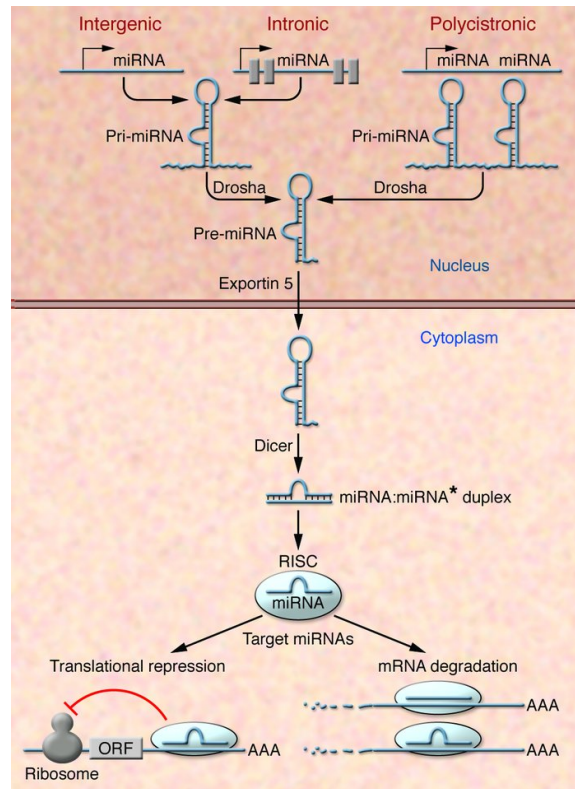 Intergenic
Intronic
Polycistronic
miRNA
miRNA
miRNA miRNA
Pri-miRNA
Pri-miRNA
Drosha
Drosha
Pre-miRNA
Nucleus
Exportin 5
Cytoplasm
Dicer
miRNA:miRNA* duplex
RISC
miRNA
Target miRNAs
Translational repression
mRNA degradation
AAA
ORF
AAA
AAA
Ribosome